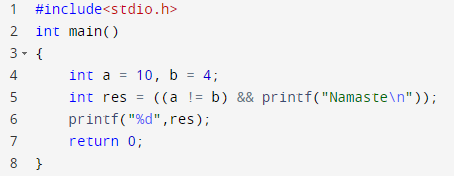 1 #include<stdio.h>
2 int main()
3 {
4 int a = 10, b = 4;
5 int res = ((a != b) && printf("Namaste\n"));
6 printf("%d",res);
7 return 0;
8 }